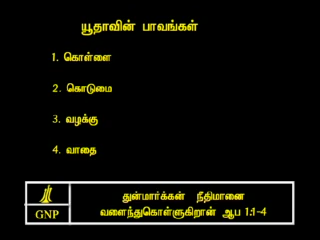 யூதாவின் பாவங்கள்
1. கொள்ளை
2. கொடுமை
3. வழக்கு
4. வாதை
துன்மார்க்கன் நீதிமானை
வளைந்துகொள்ளுகிறான் ஆப 1:1-4
GNP